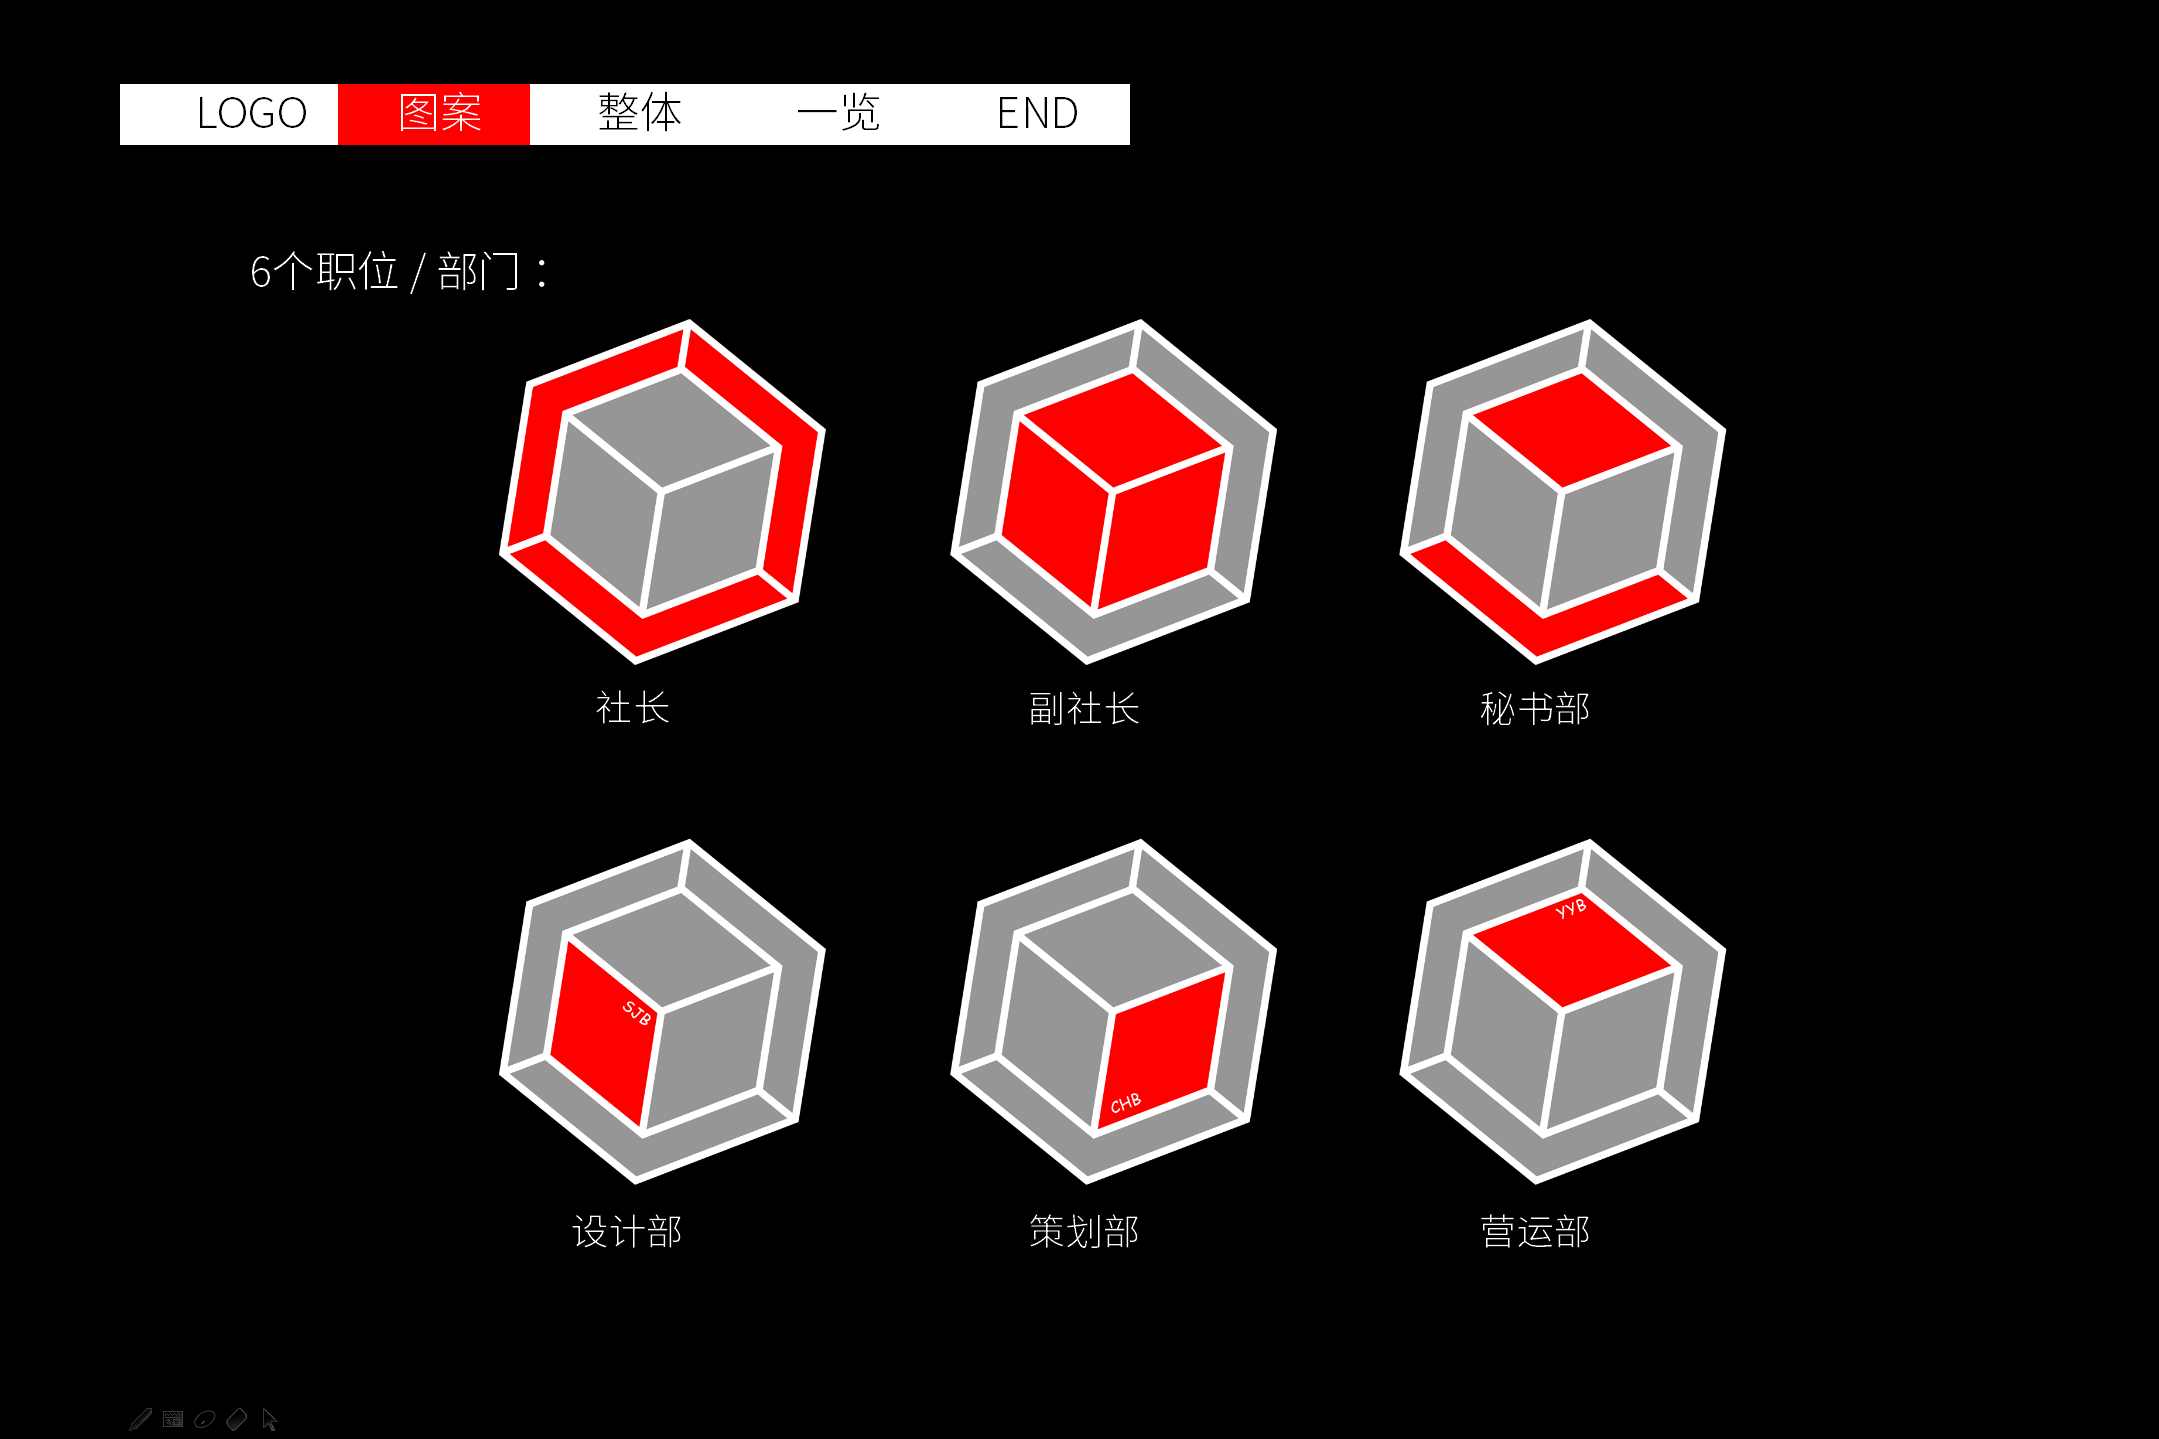 LOGO 图案 整体 一览 END
6个职位 / 部门：
社长 副社长 秘书部
YYB
SJB
CHB
设计部 策划部 营运部